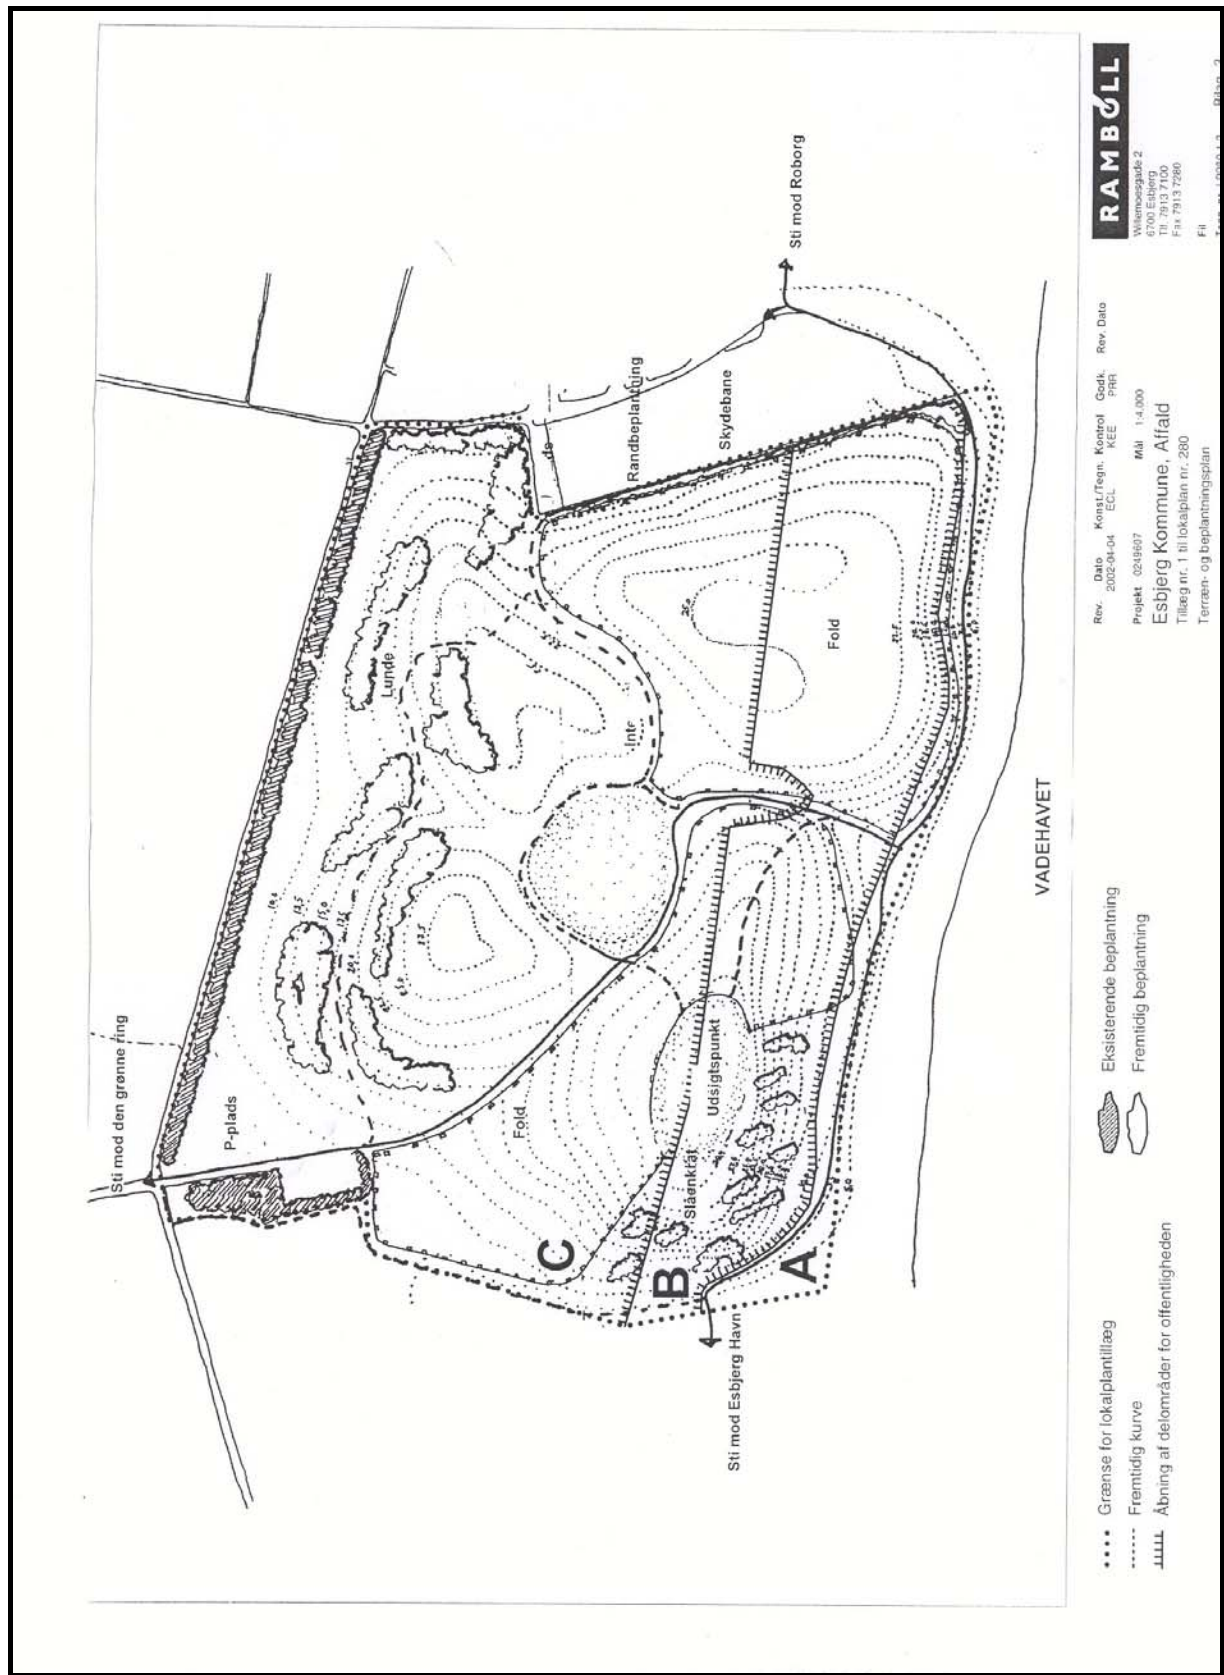 Sti mod den grønne ring
P-plads
Lunde
Randbeplantning
Skydebane
Sti mod Roborg
Fold
Fold
Udsigtspunkt
Slåenkrat
C
B
A
Sti mod Esbjerg Havn
VADEHAVET
Grænse for lokalplantillæg
Fremtidig kurve
Åbning af delområder for offentligheden
Eksisterende beplantning
Fremtidig beplantning
Rev. Dato Konst./Tegn. Kontrol Godk. Rev. Dato
2002-04-04 ECL KEE PRR
Projekt 0249607 Mål 1:4.000
Esbjerg Kommune, Affald
Tillæg nr. 1 til lokalplan nr. 280
Terræn- og beplantningsplan
RAMBØLL
Willemoesgade 2
6700 Esbjerg
Tlf. 7913 7100
Fax 7913 7280
Fil